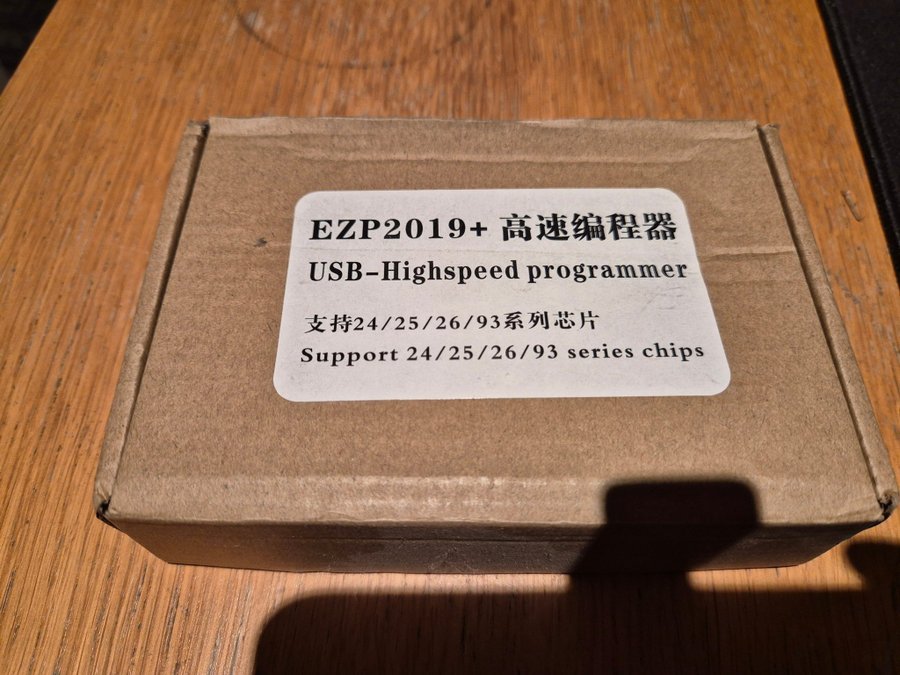 EZP2019+ 高速编程器
USB-Highspeed programmer
支持24/25/26/93系列芯片
Support 24/25/26/93 series chips